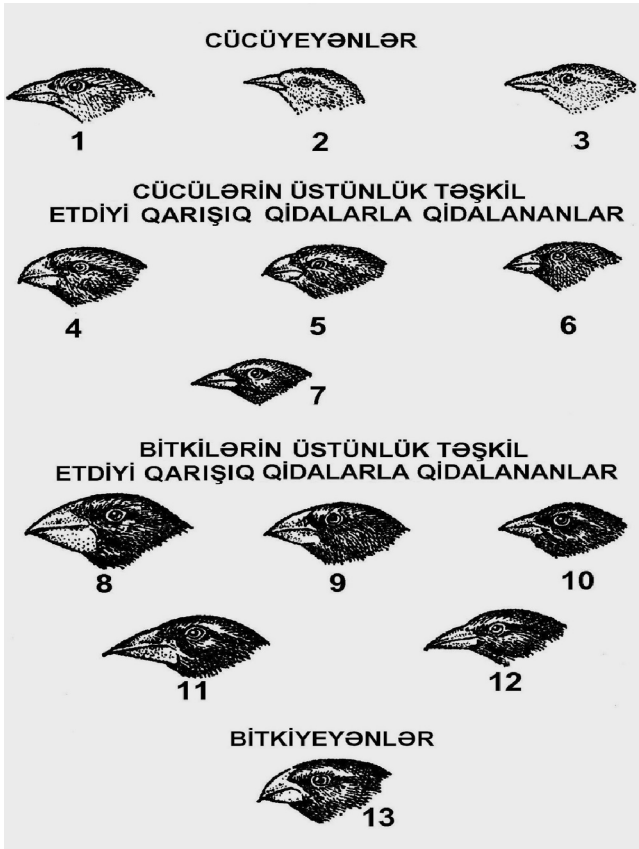 CÜCÜYEYƏNLƏR
1 2 3
CÜCÜLƏRİN ÜSTÜNLÜK TƏŞKİL
ETDİYİ QARIŞIQ QİDALARLA QİDALANANLAR
4 5 6
7
BİTKİLƏRİN ÜSTÜNLÜK TƏŞKİL
ETDİYİ QARIŞIQ QİDALARLA QİDALANANLAR
8 9 10
11 12
BİTKİYEYƏNLƏR
13